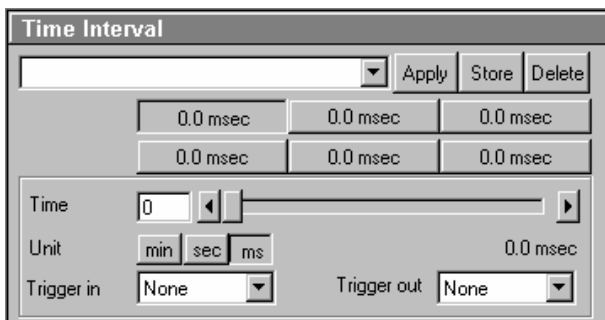 Time Interval
Apply Store Delete
0.0 msec 0.0 msec 0.0 msec
0.0 msec 0.0 msec 0.0 msec
Time 0
Unit min sec ms 0.0 msec
Trigger in None Trigger out None